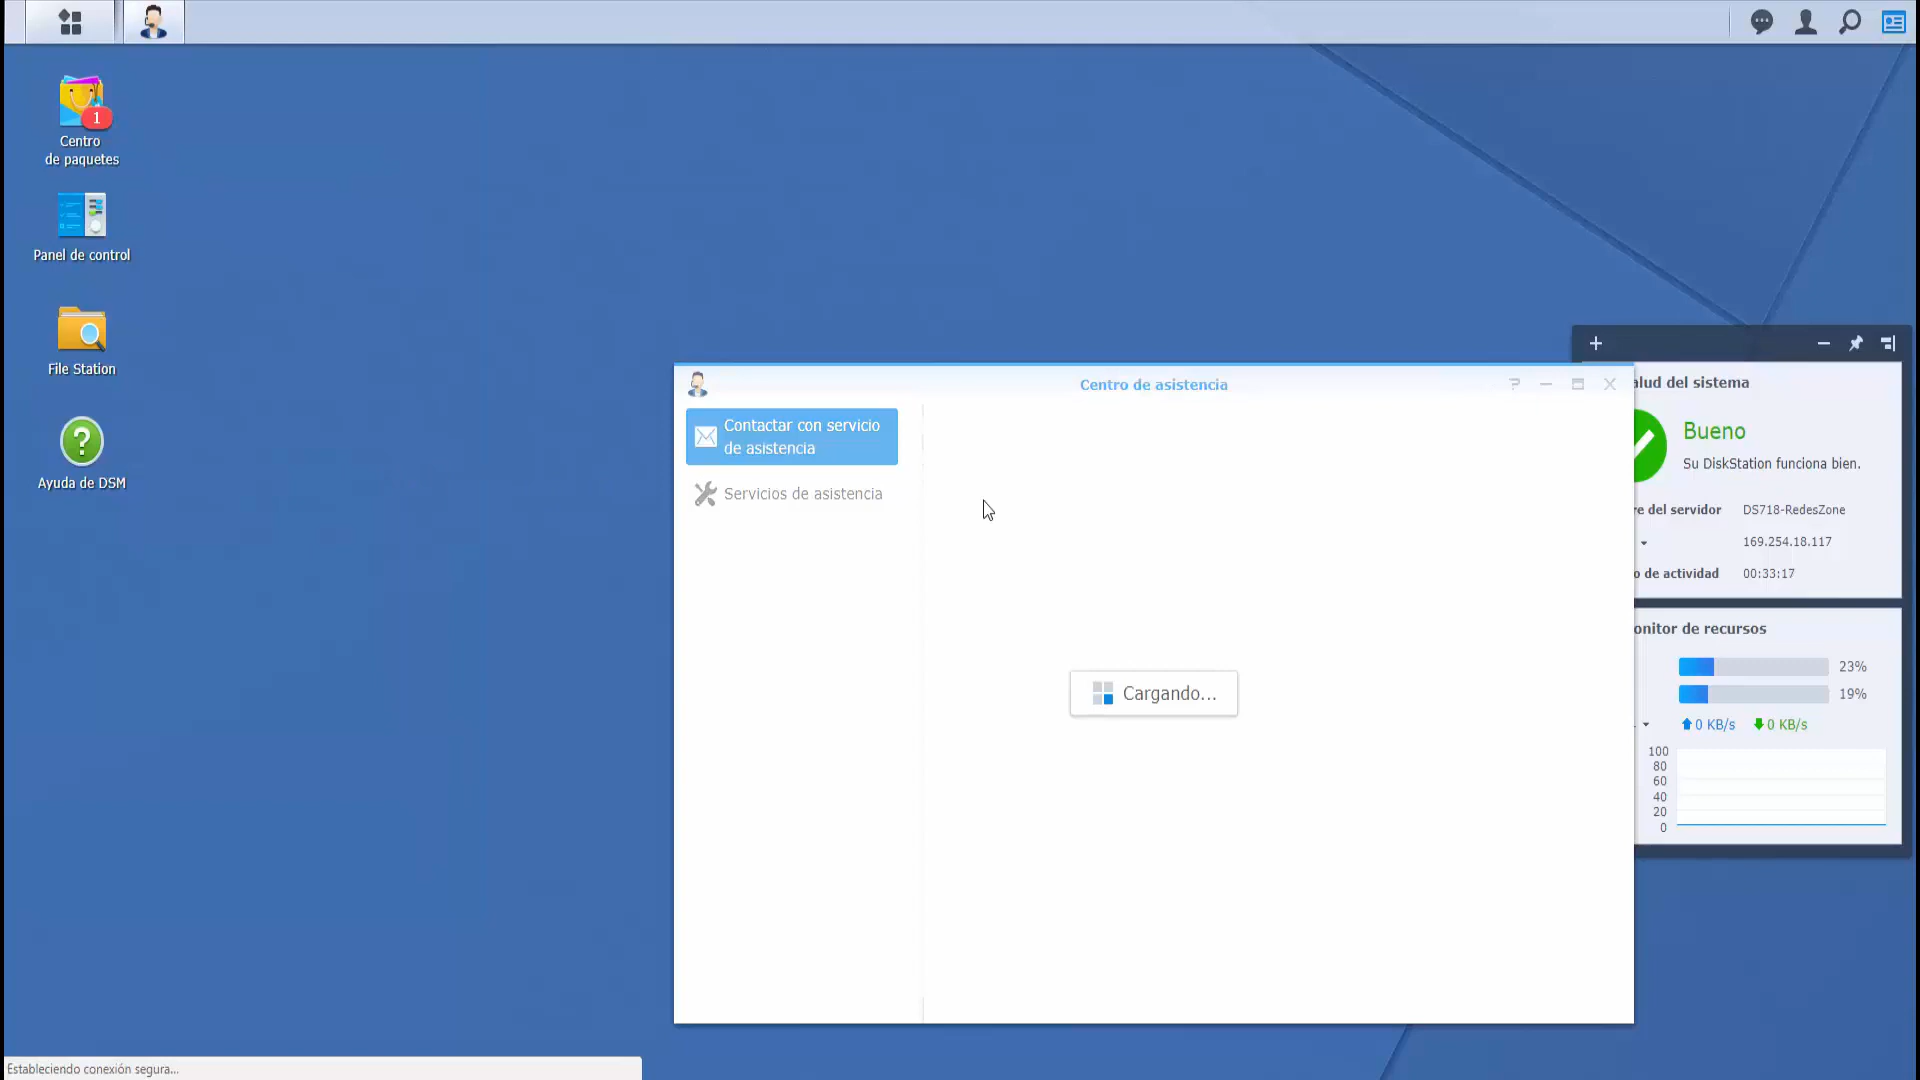 1
Centro
de paquetes
Panel de control
File Station
?
Ayuda de DSM
Centro de asistencia
?
Contactar con servicio
de asistencia
Servicios de asistencia
Cargando...
alud del sistema
Bueno
Su DiskStation funciona bien.
re del servidor DS718-RedesZone
169.254.18.117
o de actividad 00:33:17
onitor de recursos
23%
19%
0 KB/s 0 KB/s
100
80
60
40
20
0
Estableciendo conexión segura...